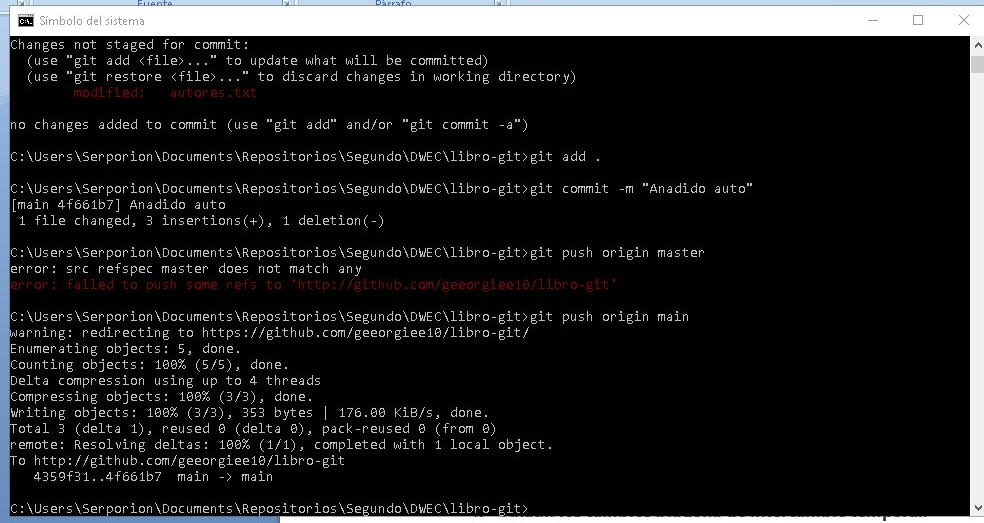 Fuente Párrafo
Símbolo del sistema
Changes not staged for commit:
(use "git add <file>..." to update what will be committed)
(use "git restore <file>..." to discard changes in working directory)
modified: autores.txt
no changes added to commit (use "git add" and/or "git commit -a")
C:\Users\Serporion\Documents\Repositorios\Segundo\DWEC\libro-git>git add .
C:\Users\Serporion\Documents\Repositorios\Segundo\DWEC\libro-git>git commit -m "Anadido auto"
[main 4f661b7] Anadido auto
1 file changed, 3 insertions(+), 1 deletion(-)
C:\Users\Serporion\Documents\Repositorios\Segundo\DWEC\libro-git>git push origin master
error: src refspec master does not match any
error: failed to push some refs to 'http://github.com/geeorgiee10/libro-git'
C:\Users\Serporion\Documents\Repositorios\Segundo\DWEC\libro-git>git push origin main
warning: redirecting to https://github.com/geeorgiee10/libro-git/
Enumerating objects: 5, done.
Counting objects: 100% (5/5), done.
Delta compression using up to 4 threads
Compressing objects: 100% (3/3), done.
Writing objects: 100% (3/3), 353 bytes | 176.00 KiB/s, done.
Total 3 (delta 1), reused 0 (delta 0), pack-reused 0 (from 0)
remote: Resolving deltas: 100% (1/1), completed with 1 local object.
To http://github.com/geeorgiee10/libro-git
4359f31..4f661b7 main -> main
C:\Users\Serporion\Documents\Repositorios\Segundo\DWEC\libro-git>